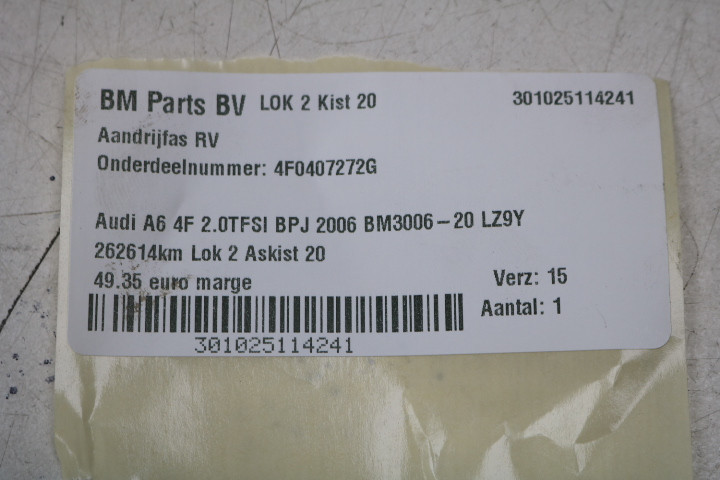 BM Parts BV LOK 2 Kist 20 301025114241
Aandrijfas RV
Onderdeelnummer: 4F0407272G
Audi A6 4F 2.0TFSI BPJ 2006 BM3006-20 LZ9Y
262614km Lok 2 Askist 20
49.35 euro marge Verz: 15
Aantal: 1
301025114241